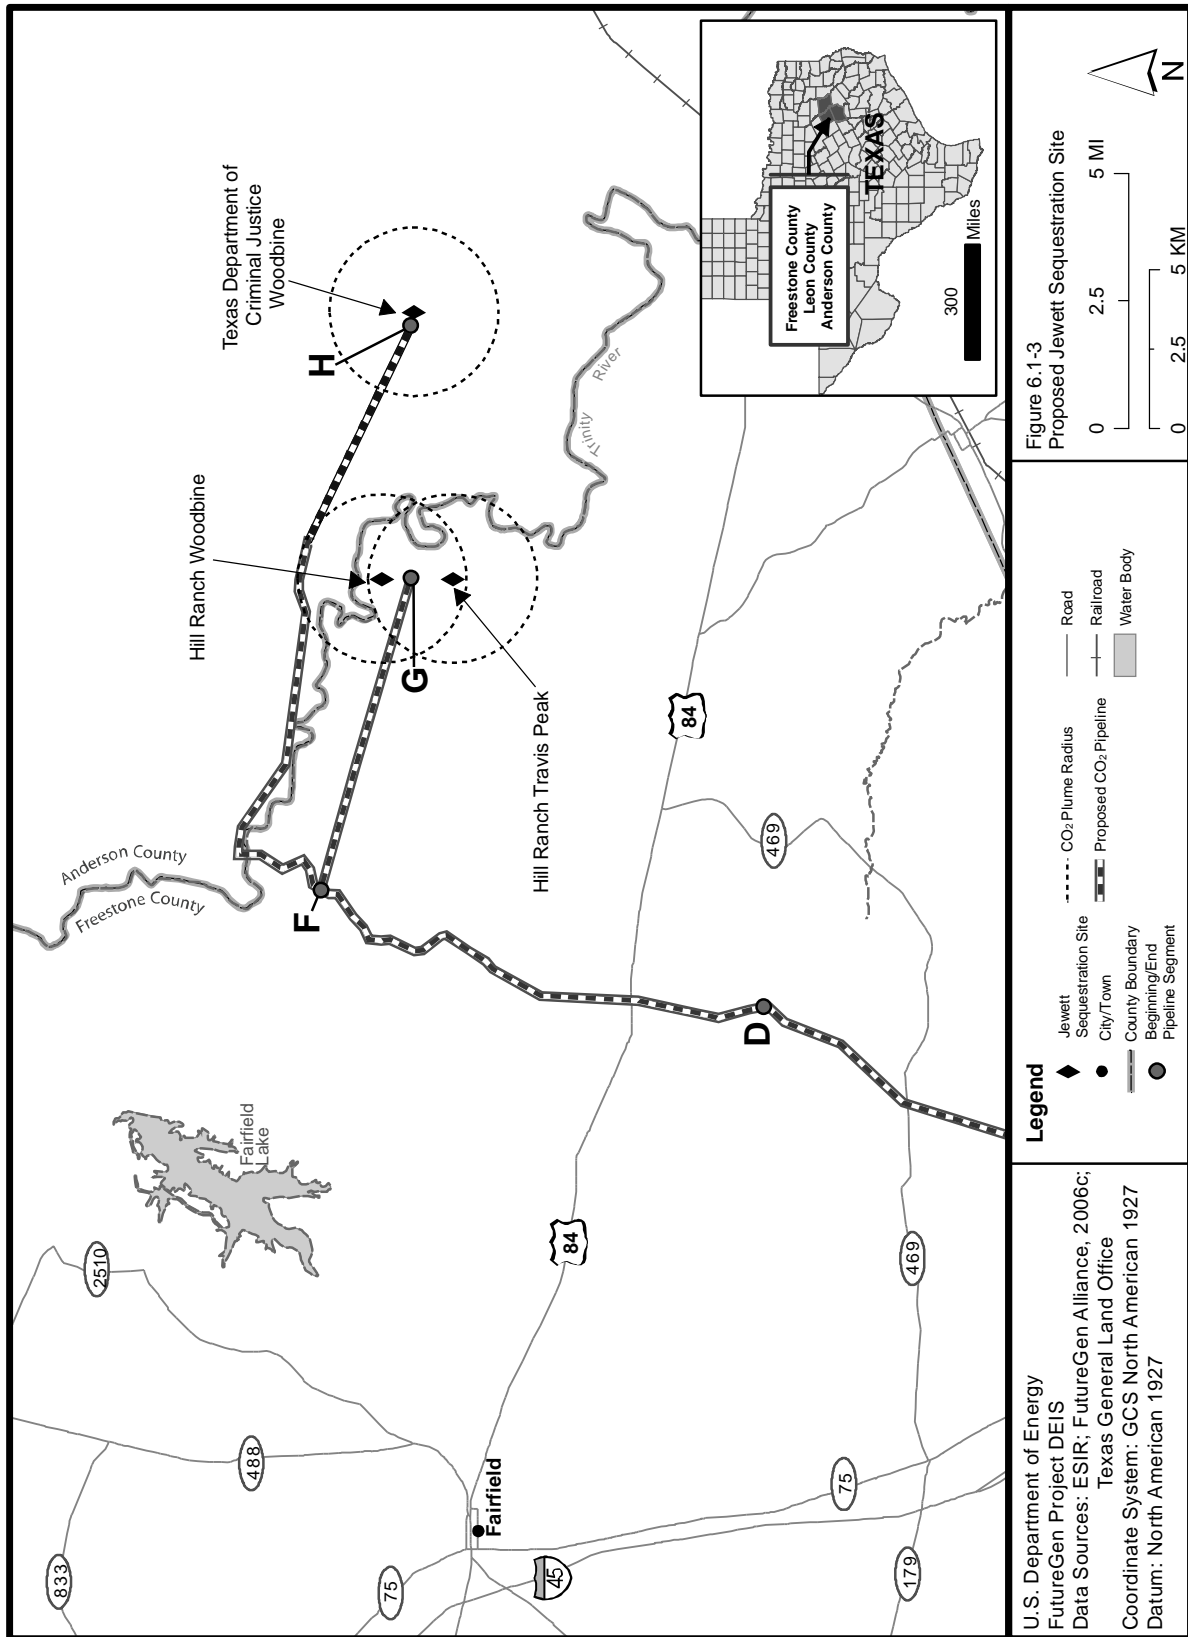 2510
833
488
75
Fairfield
45
179
75
469
84
Fairfield
Lake
Anderson County
Freestone County
F
D
469
84
G
Hill Ranch Woodbine
Hill Ranch Travis Peak
H
Texas Department of
Criminal Justice
Woodbine
Trinity
River
TEXAS
Freestone County
Leon County
Anderson County
300
Miles
U.S. Department of Energy
FutureGen Project DEIS
Data Sources: ESIR; FutureGen Alliance, 2006c;
Texas General Land Office
Coordinate System: GCS North American 1927
Datum: North American 1927
Legend
Jewett
Sequestration Site
City/Town
County Boundary
Beginning/End
Pipeline Segment
CO2 Plume Radius
Proposed CO2 Pipeline
Road
Railroad
Water Body
Figure 6.1-3
Proposed Jewett Sequestration Site
0 2.5 5 MI
0 2.5 5 KM
N